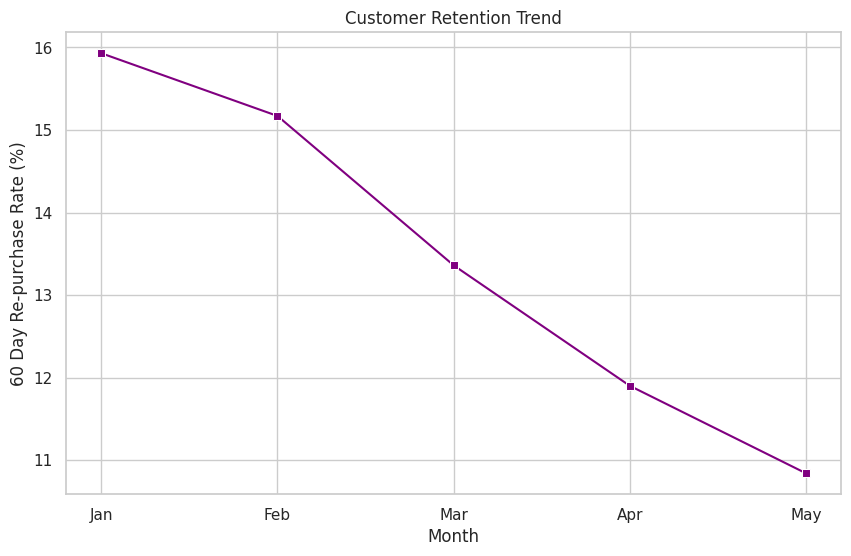 Customer Retention Trend
60 Day Re-purchase Rate (%)
16
15
14
13
12
11
Jan Feb Mar Apr May
Month